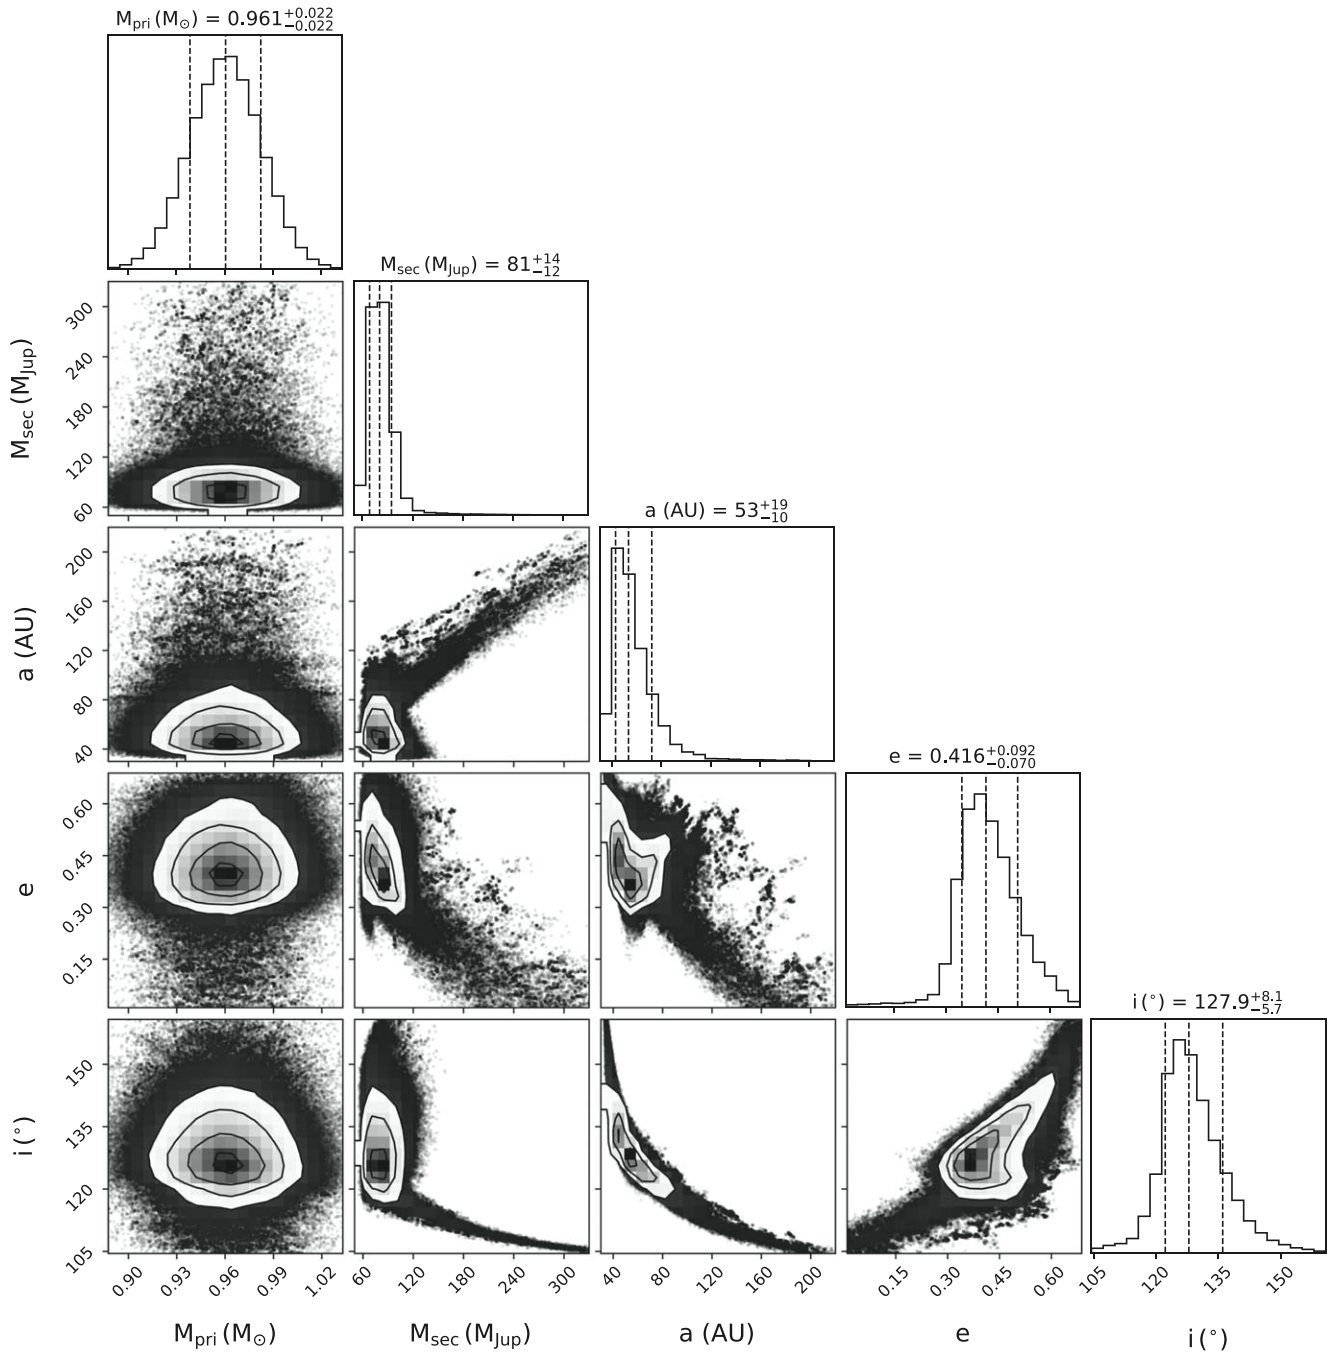 M_pri (M_⊙) = 0.961^{+0.022}_{−0.022}
M_sec (M_Jup) = 81^{+14}_{−12}
M_sec (M_Jup)
300
240
180
120
60
a (AU) = 53^{+19}_{−10}
a (AU)
200
160
120
80
40
e = 0.416^{+0.092}_{−0.070}
e
0.60
0.45
0.30
0.15
i (°) = 127.9^{+8.1}_{−5.7}
i (°)
150
135
120
105
0.90 0.93 0.96 0.99 1.02 60 120 180 240 300 40 80 120 160 200 0.15 0.30 0.45 0.60 105 120 135 150
M_pri (M_⊙) M_sec (M_Jup) a (AU) e i (°)